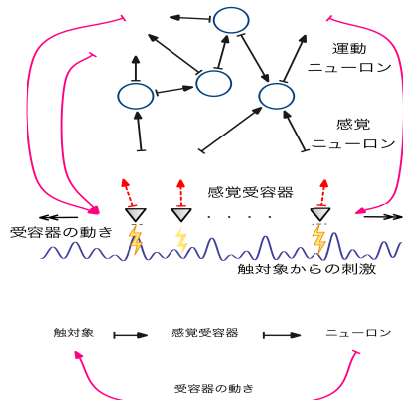 運動
ニューロン
感覚
ニューロン
感覚受容器
受容器の動き
触対象からの刺激
触対象
感覚受容器
ニューロン
受容器の動き